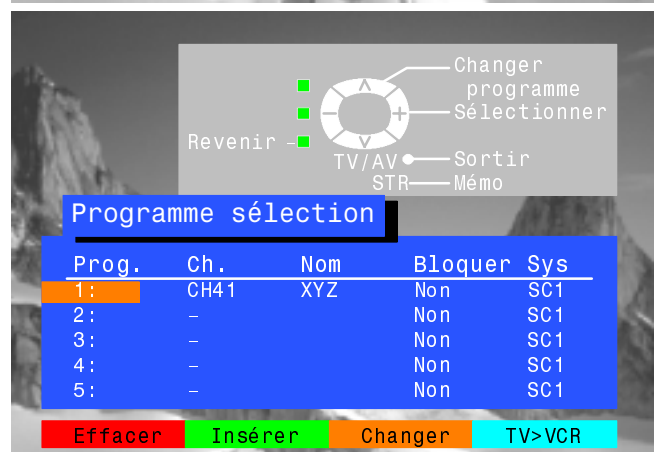 Changer
programme
Sélectionner
Revenir
TV/AV Sortir
STR Mémo
Programme sélection
Prog. Ch. Nom Bloquer Sys
1: CH41 XYZ Non SC1
2: – Non SC1
3: – Non SC1
4: – Non SC1
5: – Non SC1
Effacer Insérer Changer TV>VCR